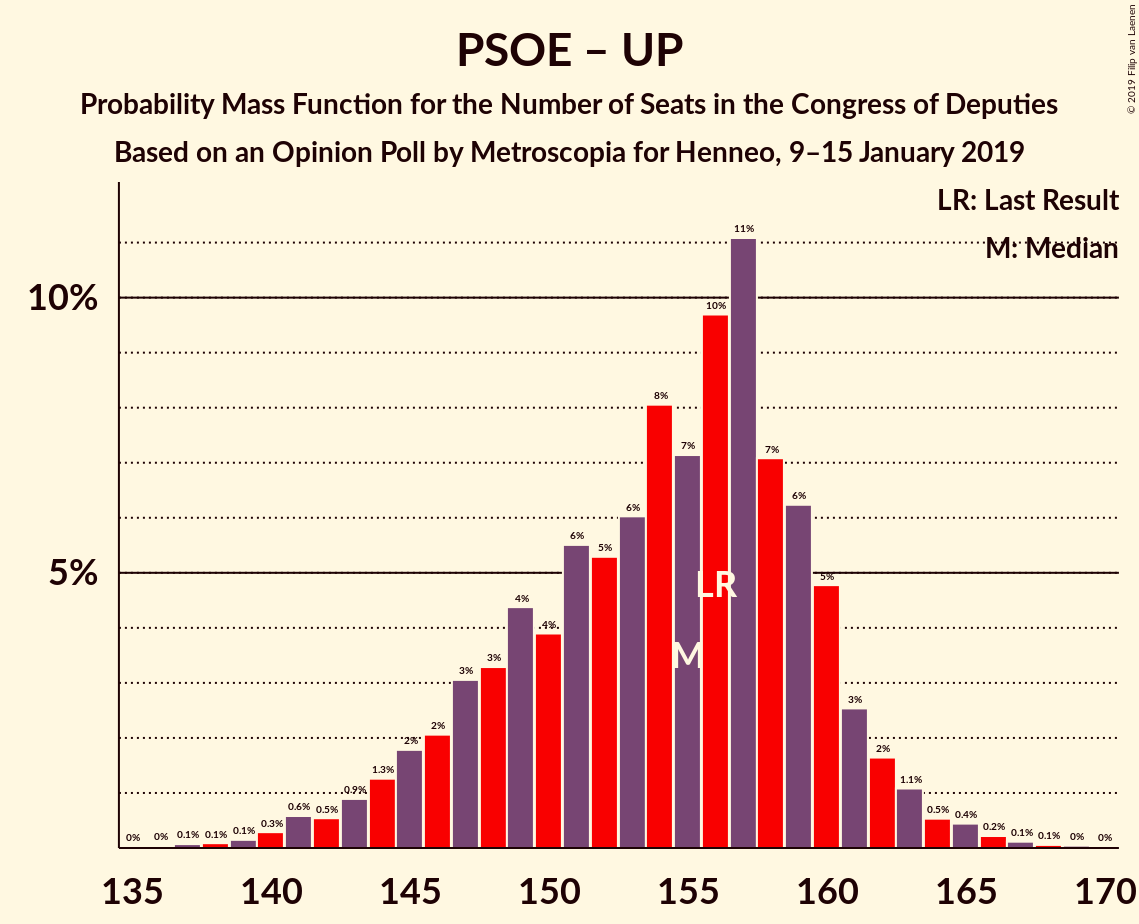 © 2019 Filip van Laenen
PSOE – UP
Probability Mass Function for the Number of Seats in the Congress of Deputies
Based on an Opinion Poll by Metroscopia for Henneo, 9–15 January 2019
LR: Last Result
M: Median
10%
5%
0% 0% 0.1% 0.1% 0.1% 0.3% 0.6% 0.5% 0.9% 1.3% 2% 2% 3% 3% 4% 4% 6% 5% 6% 8% 7% 10% 11% 7% 6% 5% 3% 2% 1.1% 0.5% 0.4% 0.2% 0.1% 0.1% 0% 0%
LR
M
135 140 145 150 155 160 165 170